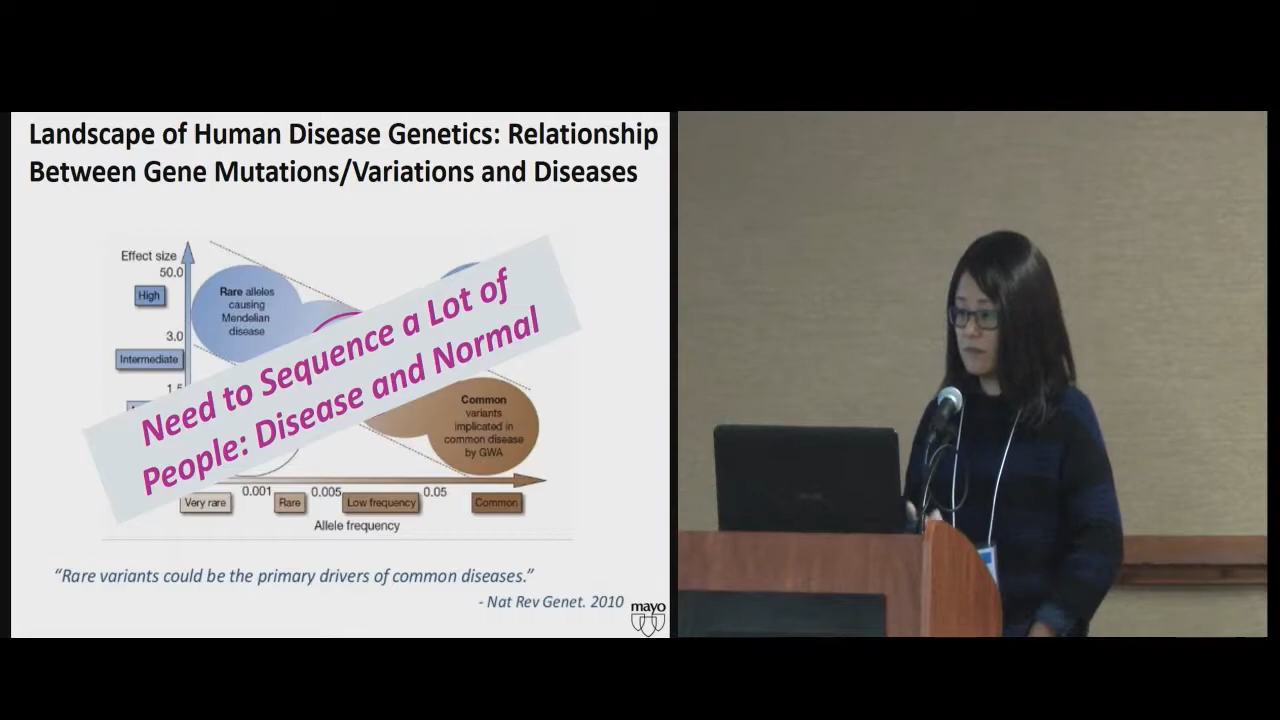 Landscape of Human Disease Genetics: Relationship
Between Gene Mutations/Variations and Diseases
Effect size
50.0
High
3.0
Intermediate
1.5
Rare alleles
causing
Mendelian
disease
Need to Sequence a Lot of
People: Disease and Normal
Common
variants
implicated in
common disease
by GWA
0.001
0.005
0.05
Very rare
Rare
Low frequency
Common
Allele frequency
“Rare variants could be the primary drivers of common diseases.”
- Nat Rev Genet. 2010
mayo